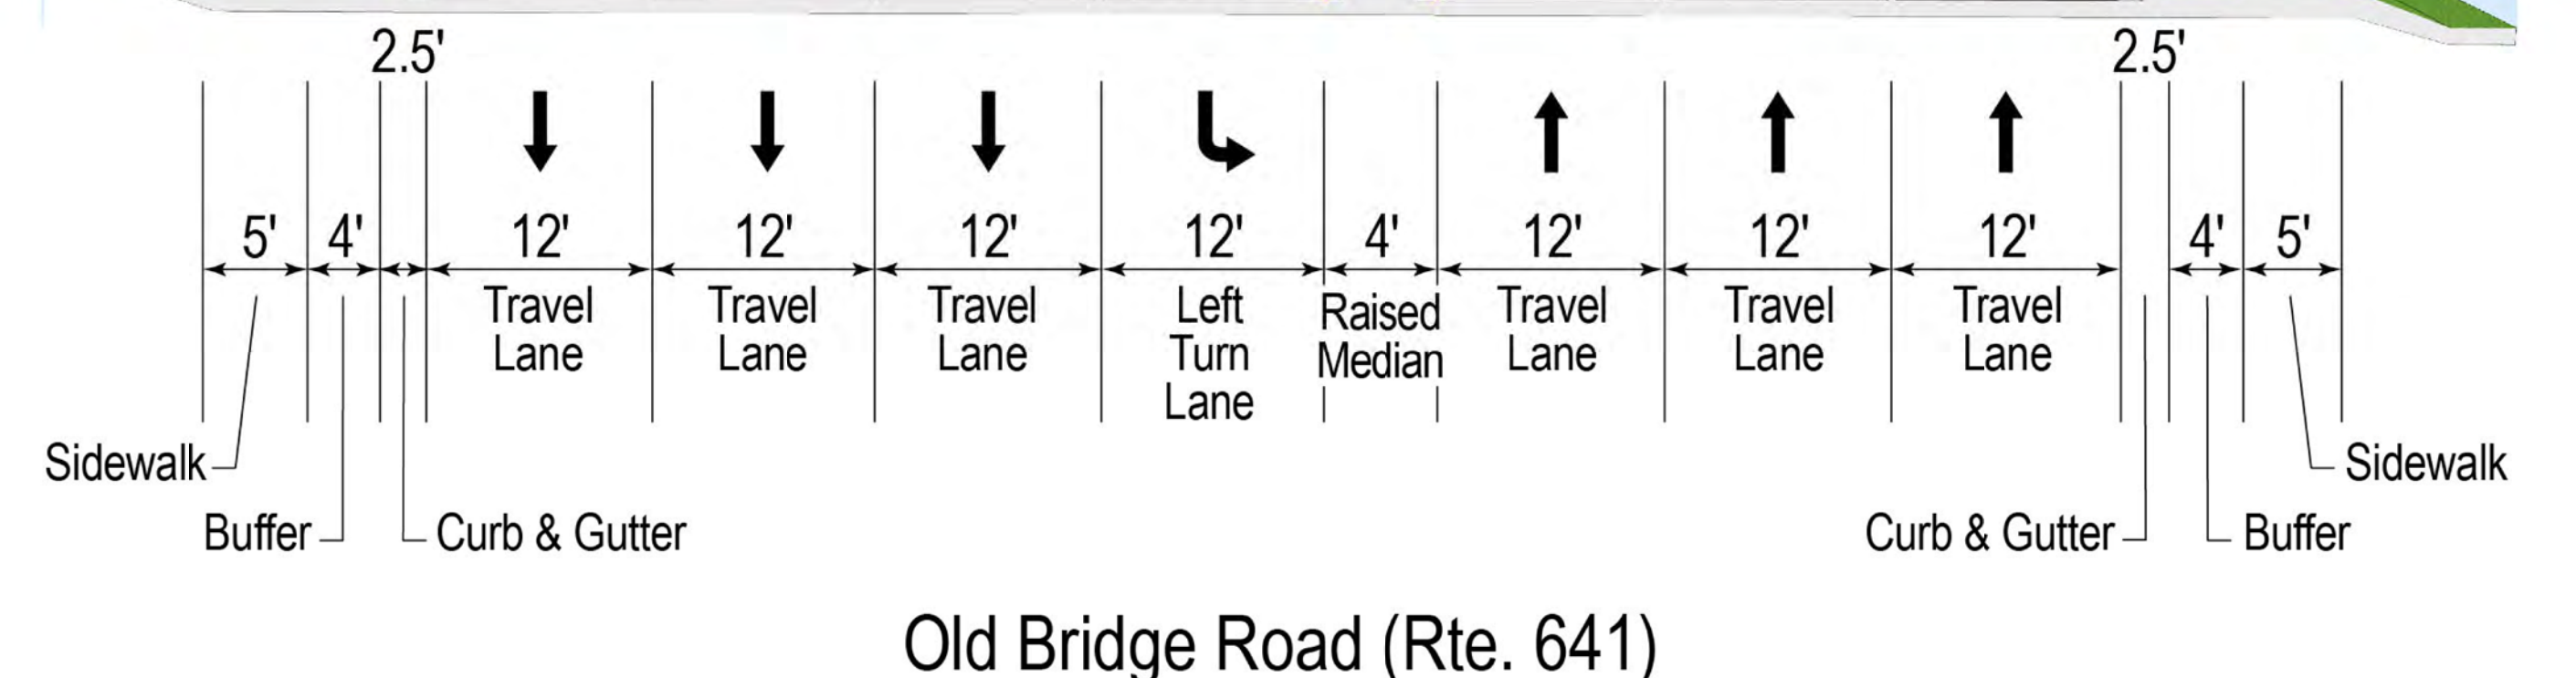 2.5' 2.5'
5' 4' 12' 12' 12' 12' 4' 12' 12' 12' 4' 5'
Travel Travel Travel Left Raised Travel Travel Travel
Lane Lane Lane Turn Median Lane Lane Lane
Lane
Sidewalk Sidewalk
Buffer Curb & Gutter Curb & Gutter Buffer
Old Bridge Road (Rte. 641)